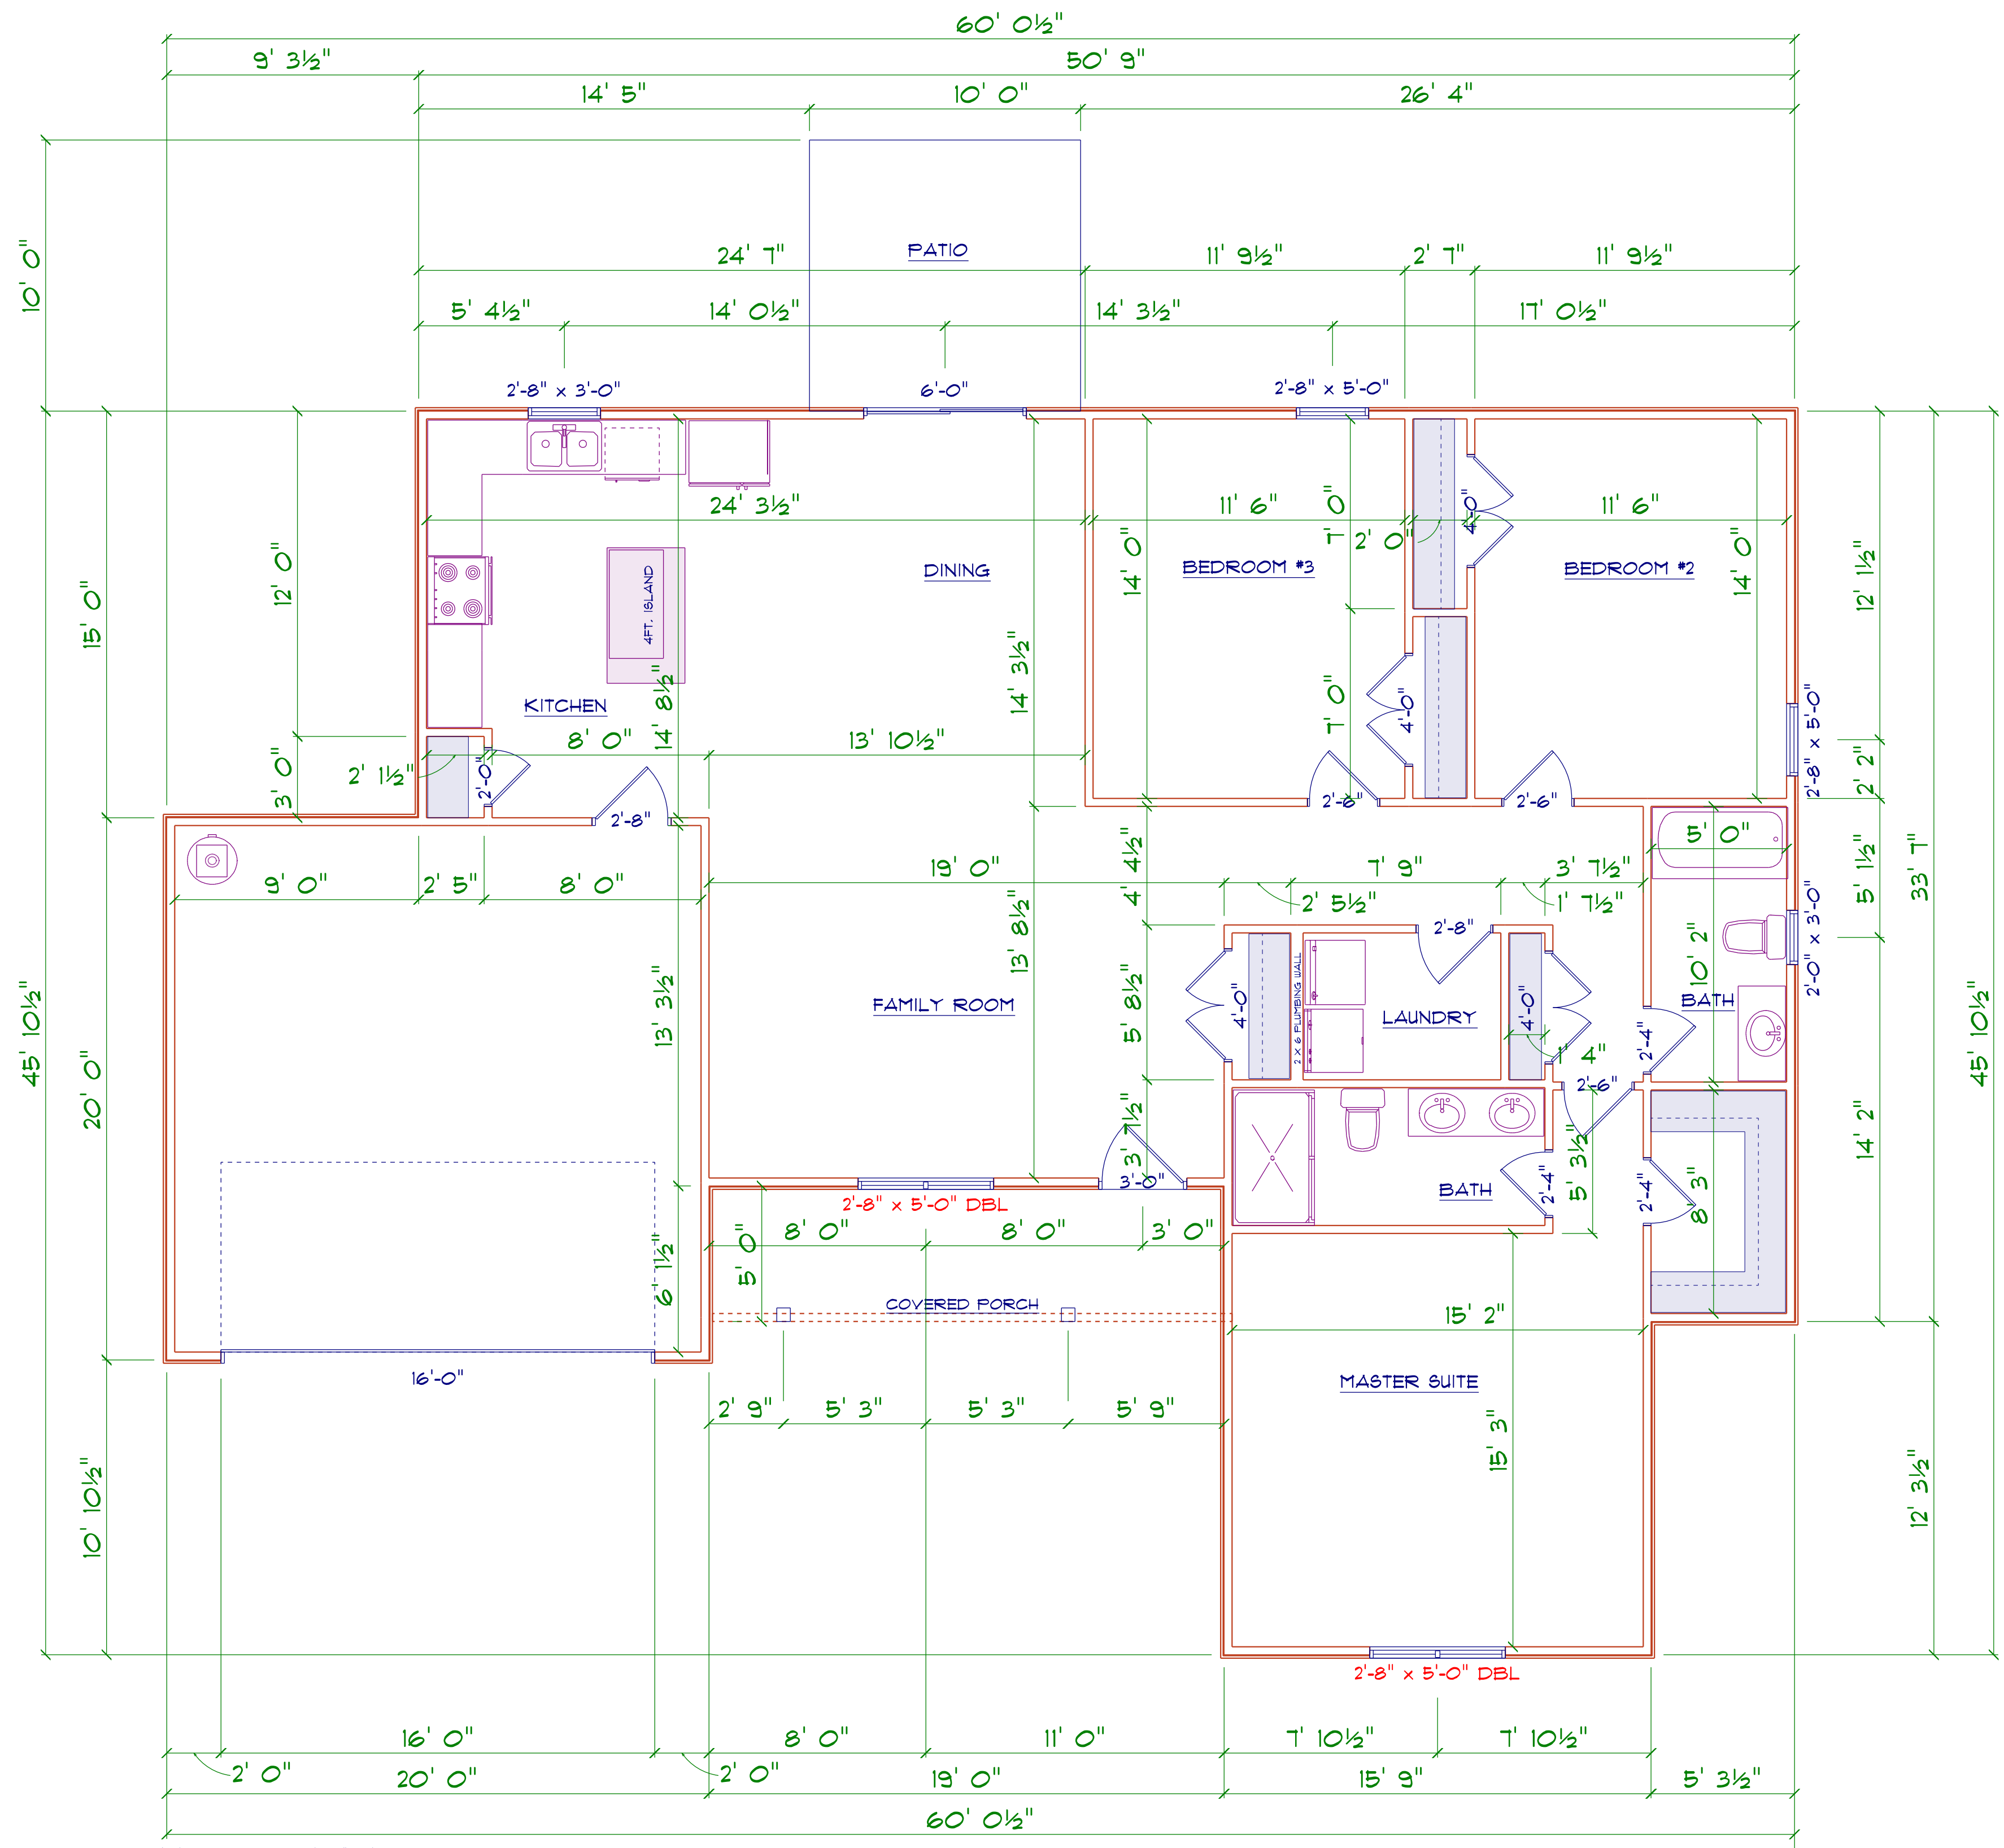 60' 0½"
9' 3½" 50' 9"
14' 5" 10' 0" 26' 4"
10' 0"
PATIO
24' 7" 11' 9½" 2' 7" 11' 9½"
5' 4½" 14' 0½" 14' 3½" 17' 0½"
2'-8" x 3'-0" 6'-0" 2'-8" x 5'-0"
24' 3½" 11' 6" 7' 0" 2' 0" 4'-0" 11' 6"
15' 0" 12' 0" 14' 0" 14' 0" 12' 1½"
4FT. ISLAND
DINING BEDROOM #3 BEDROOM #2
14' 8½" 14' 3½"
KITCHEN
7' 0" 4'-0" 2'-8" x 5'-0"
8' 0" 13' 10½"
3' 0" 2' 1½" 2'-0" 2' 2"
2'-8" 2'-6" 2'-6"
5' 0"
9' 0" 2' 5" 8' 0" 19' 0" 4' 4½" 7' 9" 3' 7½" 5' 1½" 33' 7"
2' 5½" 1' 7½"
2'-8"
13' 3½" 13' 8½" 5' 8½" 10' 2" 2'-0" x 3'-0"
FAMILY ROOM 4'-0" 2 X 6 PLUMBING WALL LAUNDRY 4'-0" BATH
45' 10½" 20' 0" 45' 10½"
1' 4" 2'-4"
2'-6"
3' 1½" 3'-0" 14' 2"
BATH 2'-4" 5' 3½" 2'-4" 8' 3"
2'-8" x 5'-0" DBL
8' 0" 8' 0" 3' 0"
6' 1½" 5' 0"
COVERED PORCH
15' 2"
16'-0" MASTER SUITE
2' 9" 5' 3" 5' 3" 5' 9" 15' 3"
10' 10½" 12' 3½"
2'-8" x 5'-0" DBL
16' 0" 8' 0" 11' 0" 7' 10½" 7' 10½"
2' 0" 2' 0"
20' 0" 19' 0" 15' 9" 5' 3½"
60' 0½"